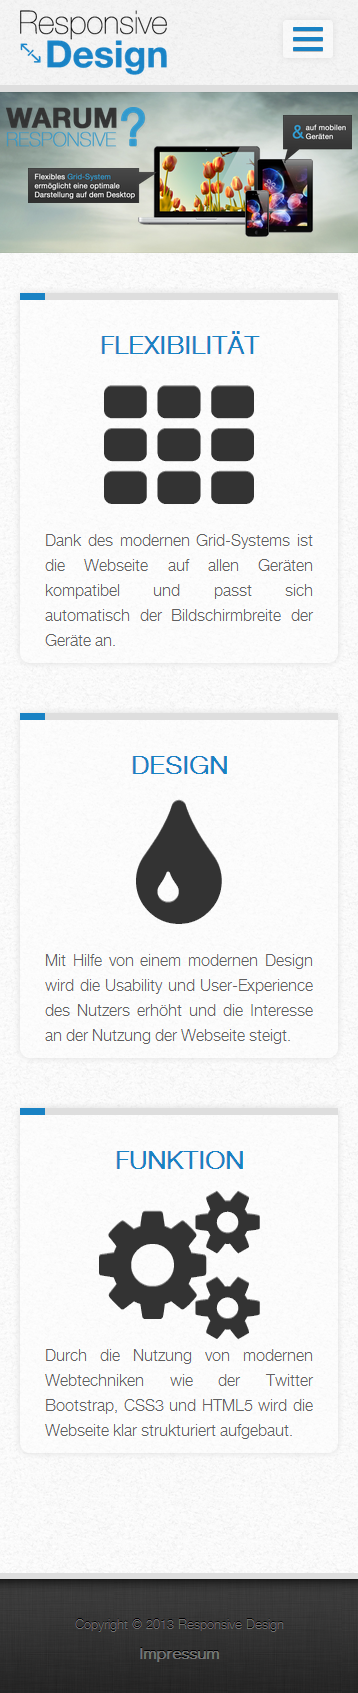 Responsive
Design
WARUM
RESPONSIVE ?
& auf mobilen
Geräten
Flexibles Grid-System
ermöglicht eine optimale
Darstellung auf dem Desktop
FLEXIBILITÄT
Dank des modernen Grid-Systems ist
die Webseite auf allen Geräten
kompatibel und passt sich
automatisch der Bildschirmbreite der
Geräte an.
DESIGN
Mit Hilfe von einem modernen Design
wird die Usability und User-Experience
des Nutzers erhöht und die Interesse
an der Nutzung der Webseite steigt.
FUNKTION
Durch die Nutzung von modernen
Webtechniken wie der Twitter
Bootstrap, CSS3 und HTML5 wird die
Webseite klar strukturiert aufgebaut.
Copyright © 2013 Responsive Design
Impressum